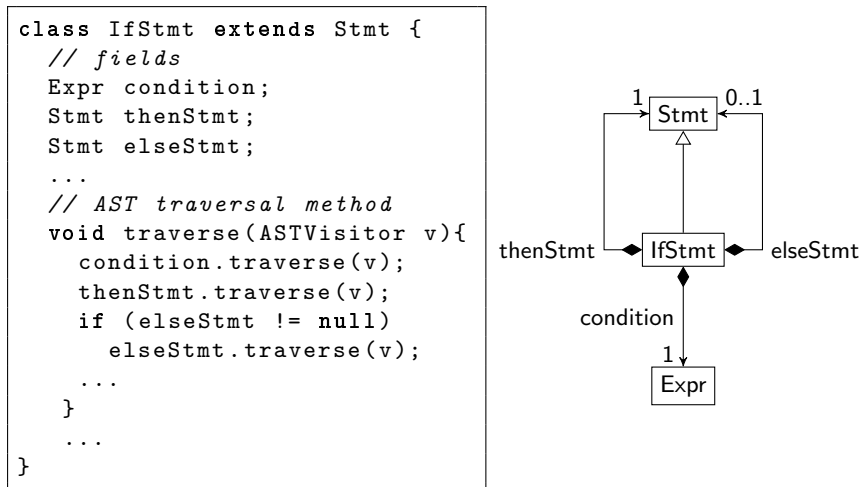 class IfStmt extends Stmt {
// fields
Expr condition;
Stmt thenStmt;
Stmt elseStmt;
...
// AST traversal method
void traverse(ASTVisitor v){
condition.traverse(v);
thenStmt.traverse(v);
if (elseStmt != null)
elseStmt.traverse(v);
...
}
...
}
1 0..1
Stmt
thenStmt IfStmt elseStmt
condition
1
Expr